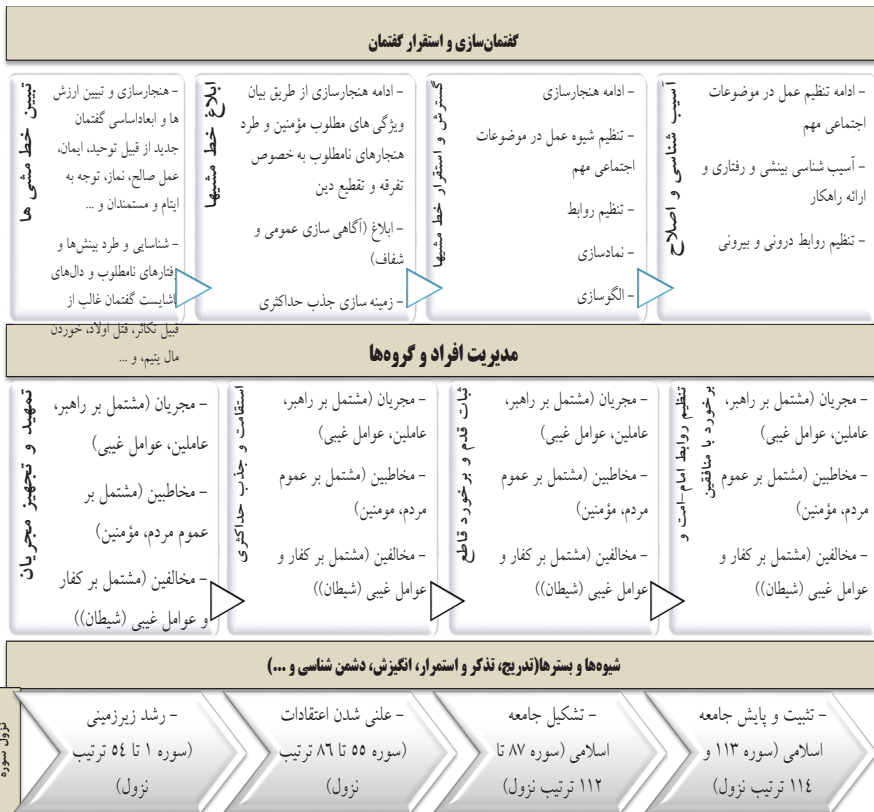 گفتمان‌سازی و استقرار گفتمان
تبیین خط مشی ها
- هنجارسازی و تبیین ارزش
ها و ابعاداساسی گفتمان
جدید از قبیل توحید، ایمان،
عمل صالح، نماز، توجه به
ایتام و مستمندان و ...
- شناسایی و طرد بینش‌ها و
رفتارهای نامطلوب و دال‌های
ناشایست گفتمان غالب از
قبیل تکاثر، قتل اولاد، خوردن
مال یتیم، و ...
ابلاغ خط مشیها
- ادامه هنجارسازی از طریق بیان
ویژگی های مطلوب مؤمنین و طرد
هنجارهای نامطلوب به خصوص
تفرقه و تقطیع دین
- ابلاغ (آگاهی سازی عمومی و
شفاف)
- زمینه سازی جذب حداکثری
گسترش و استقرار خط مشیها
- ادامه هنجارسازی
- تنظیم شیوه عمل در موضوعات
اجتماعی مهم
- تنظیم روابط
- نمادسازی
- الگوسازی
آسیب شناسی و اصلاح
- ادامه تنظیم عمل در موضوعات
اجتماعی مهم
- آسیب شناسی بینشی و رفتاری و
ارائه راهکار
- تنظیم روابط درونی و بیرونی
مدیریت افراد و گروه‌ها
تمهید و تجهیز مجریان
- مجریان (مشتمل بر راهبر،
عاملین، عوامل غیبی)
- مخاطبین (مشتمل بر
عموم مردم، مؤمنین)
- مخالفین (مشتمل بر کفار
و عوامل غیبی (شیطان))
استقامت و جذب حداکثری
- مجریان (مشتمل بر راهبر،
عاملین، عوامل غیبی)
- مخاطبین (مشتمل بر عموم
مردم، مومنین)
- مخالفین (مشتمل بر کفار و
عوامل غیبی (شیطان))
ثبات قدم و برخورد قاطع
- مجریان (مشتمل بر راهبر،
عاملین، عوامل غیبی)
- مخاطبین (مشتمل بر عموم
مردم، مؤمنین)
- مخالفین (مشتمل بر کفار و
عوامل غیبی (شیطان))
تنظیم روابط امام-امت و
برخورد با منافقین
- مجریان (مشتمل بر راهبر،
عاملین، عوامل غیبی)
- مخاطبین (مشتمل بر عموم
مردم، مؤمنین)
- مخالفین (مشتمل بر کفار و
عوامل غیبی (شیطان))
شیوه‌ها و بسترها(تدریج، تذکر و استمرار، انگیزش، دشمن شناسی و ...)
نزول سوره
- رشد زیرزمینی
(سوره ۱ تا ۵٤ ترتیب
نزول)
- علنی شدن اعتقادات
(سوره ۵۵ تا ۸٦ ترتیب
نزول)
- تشکیل جامعه
اسلامی (سوره ۸۷ تا
۱۱۲ ترتیب نزول)
- تثبیت و پایش جامعه
اسلامی (سوره ۱۱۳ و
۱۱٤ ترتیب نزول)